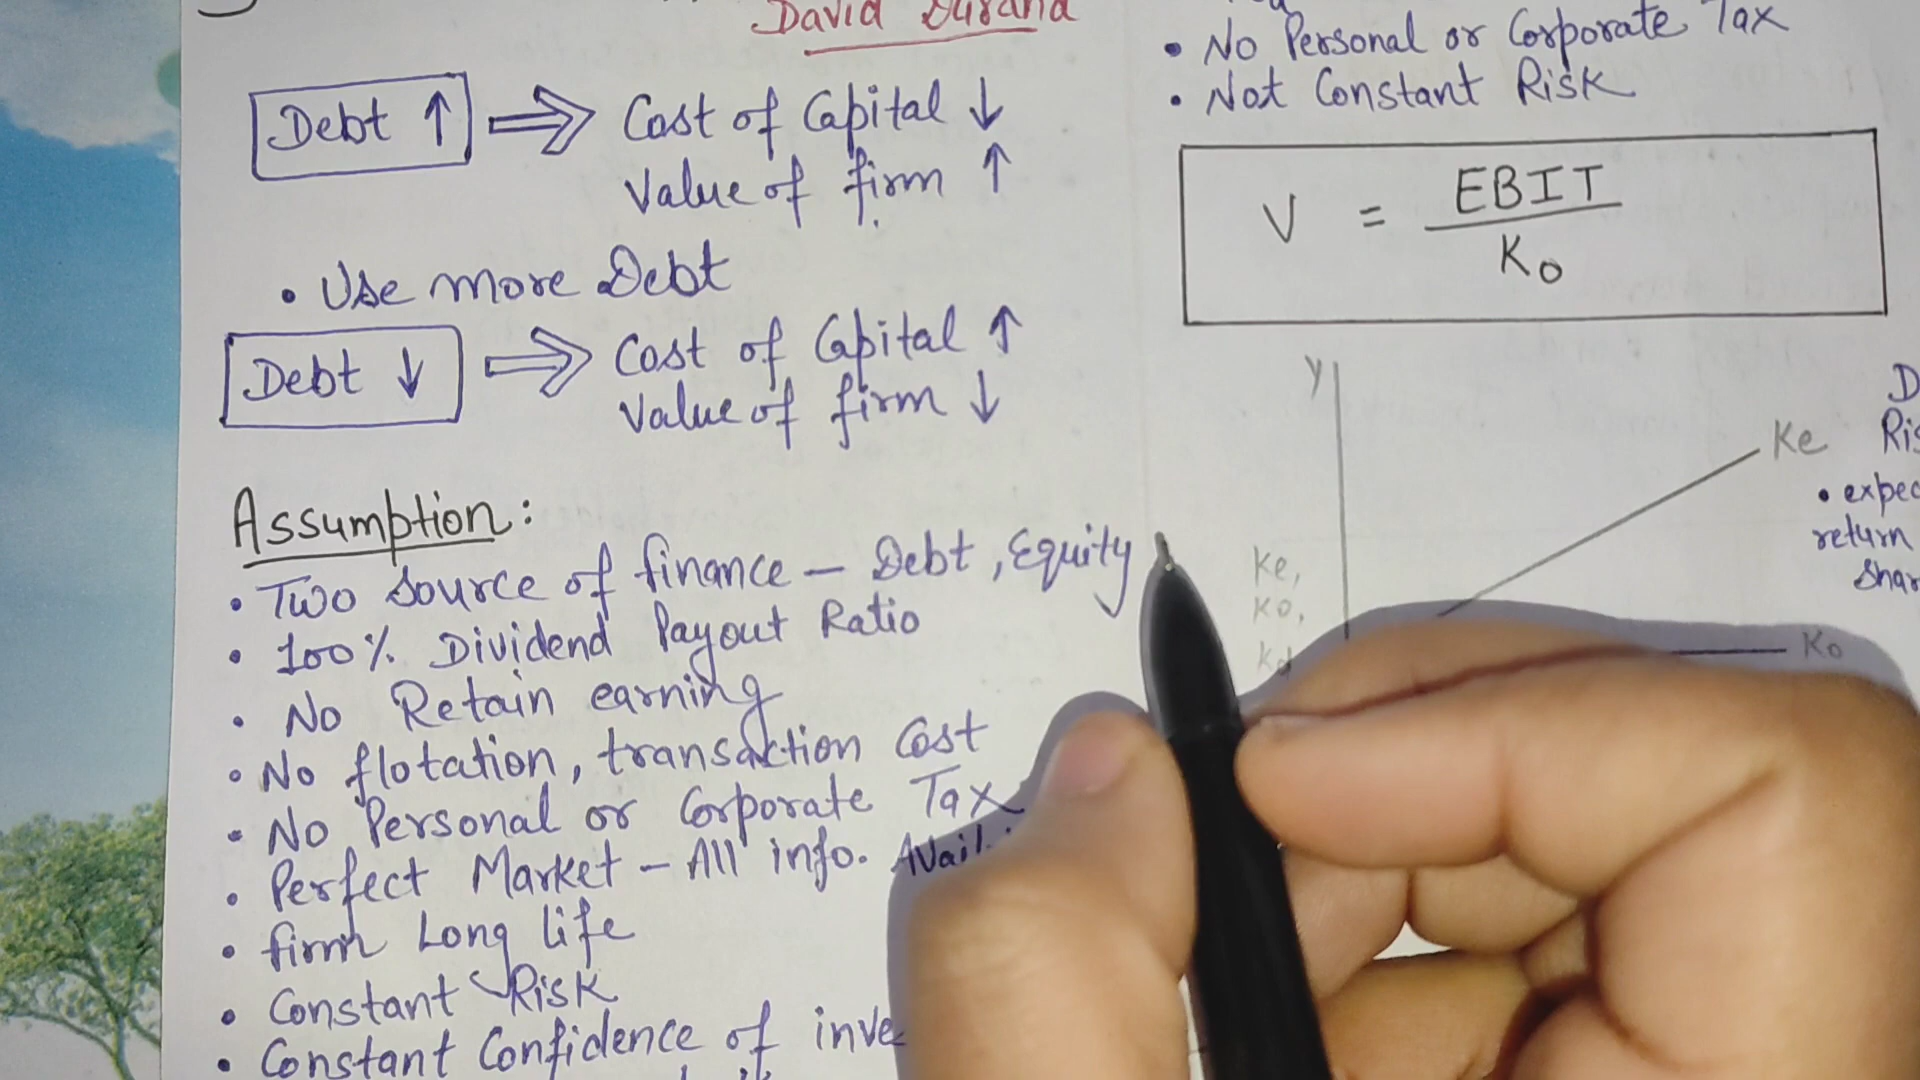 David Durand
Debt ↑ ⇒ Cost of Capital ↓
Value of firm ↑
• Use more Debt
Debt ↓ ⇒ Cost of Capital ↑
Value of firm ↓
Assumption:
• Two source of finance - Debt, Equity
• 100% Dividend Payout Ratio
• No Retain earning
• No flotation, transaction Cost
• No Personal or Corporate Tax
• Perfect Market - All info.
• firm Long life
• Constant Risk
• Constant Confidence of
• No Personal or Corporate Tax
• Not Constant Risk
V = EBIT / Ko
y
Ke
Ke,
Ko,
Kd
Ko
D
• expec
return
Shar